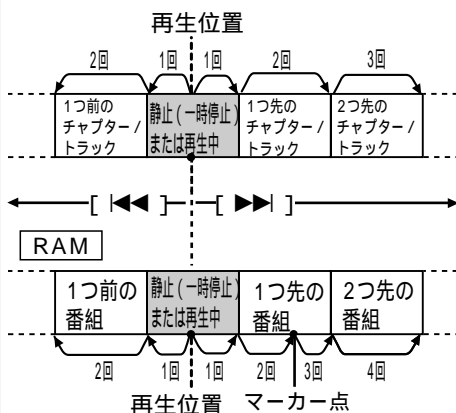 再生位置
2回 1回 1回 2回 3回
1つ前の
チャプター/
トラック
静止(一時停止)
または再生中
1つ先の
チャプター/
トラック
2つ先の
チャプター/
トラック
[ |◀◀ ] [ ▶▶| ]
RAM
1つ前の
番組
静止(一時停止)
または再生中
1つ先の
番組
2つ先の
番組
2回 1回 1回 2回 3回 4回
再生位置 マーカー点